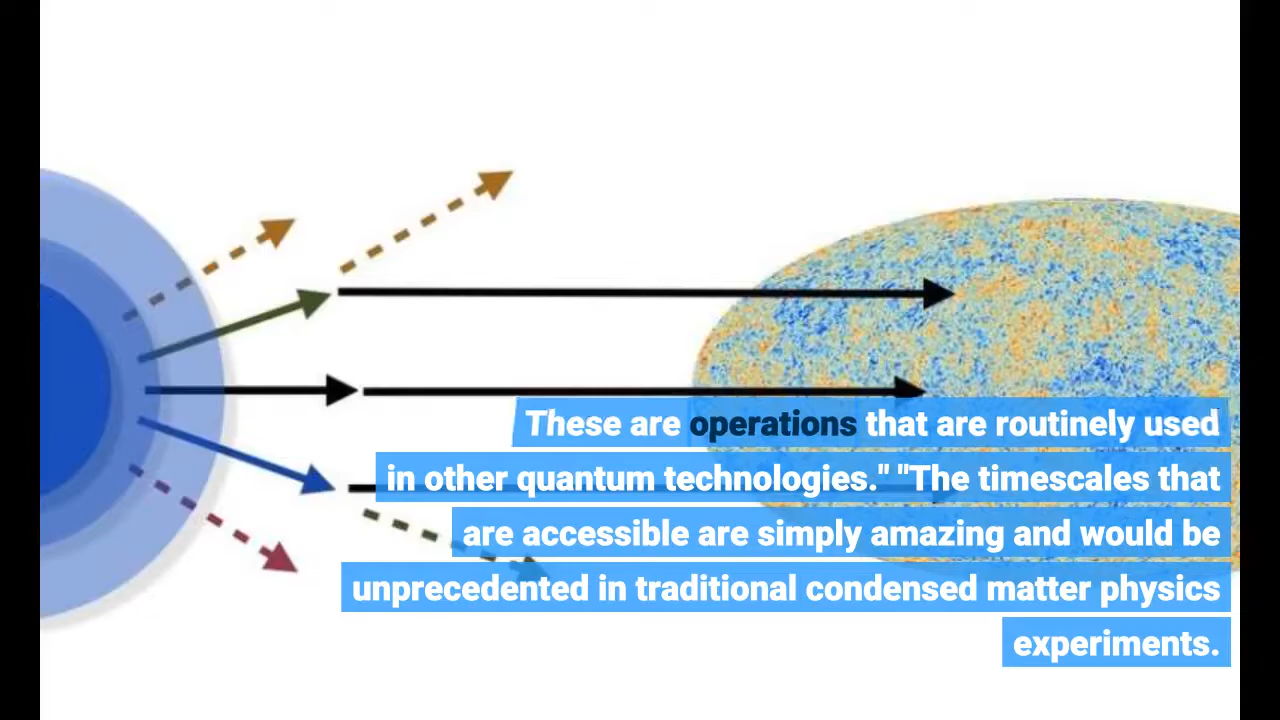 These are operations that are routinely used
in other quantum technologies." "The timescales that
are accessible are simply amazing and would be
unprecedented in traditional condensed matter physics
experiments.